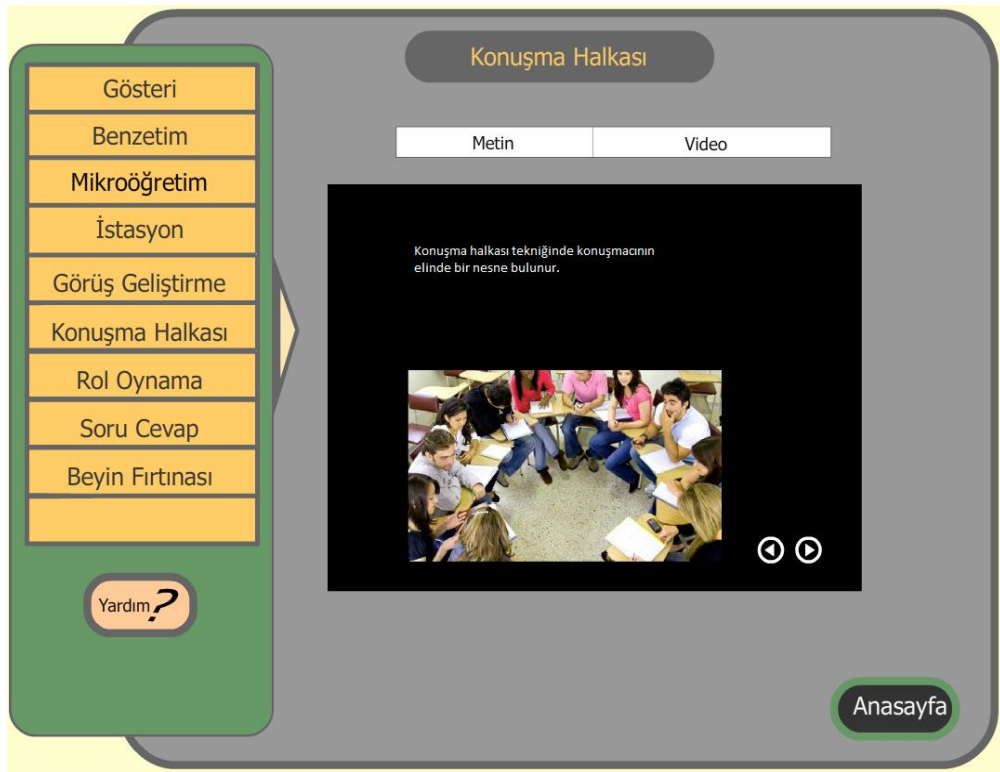 Konuşma Halkası
Gösteri
Benzetim
Mikroöğretim
İstasyon
Görüş Geliştirme
Konuşma Halkası
Rol Oynama
Soru Cevap
Beyin Fırtınası
Yardım ?
Metin
Video
Konuşma halkası tekniğinde konuşmacının
elinde bir nesne bulunur.
Anasayfa